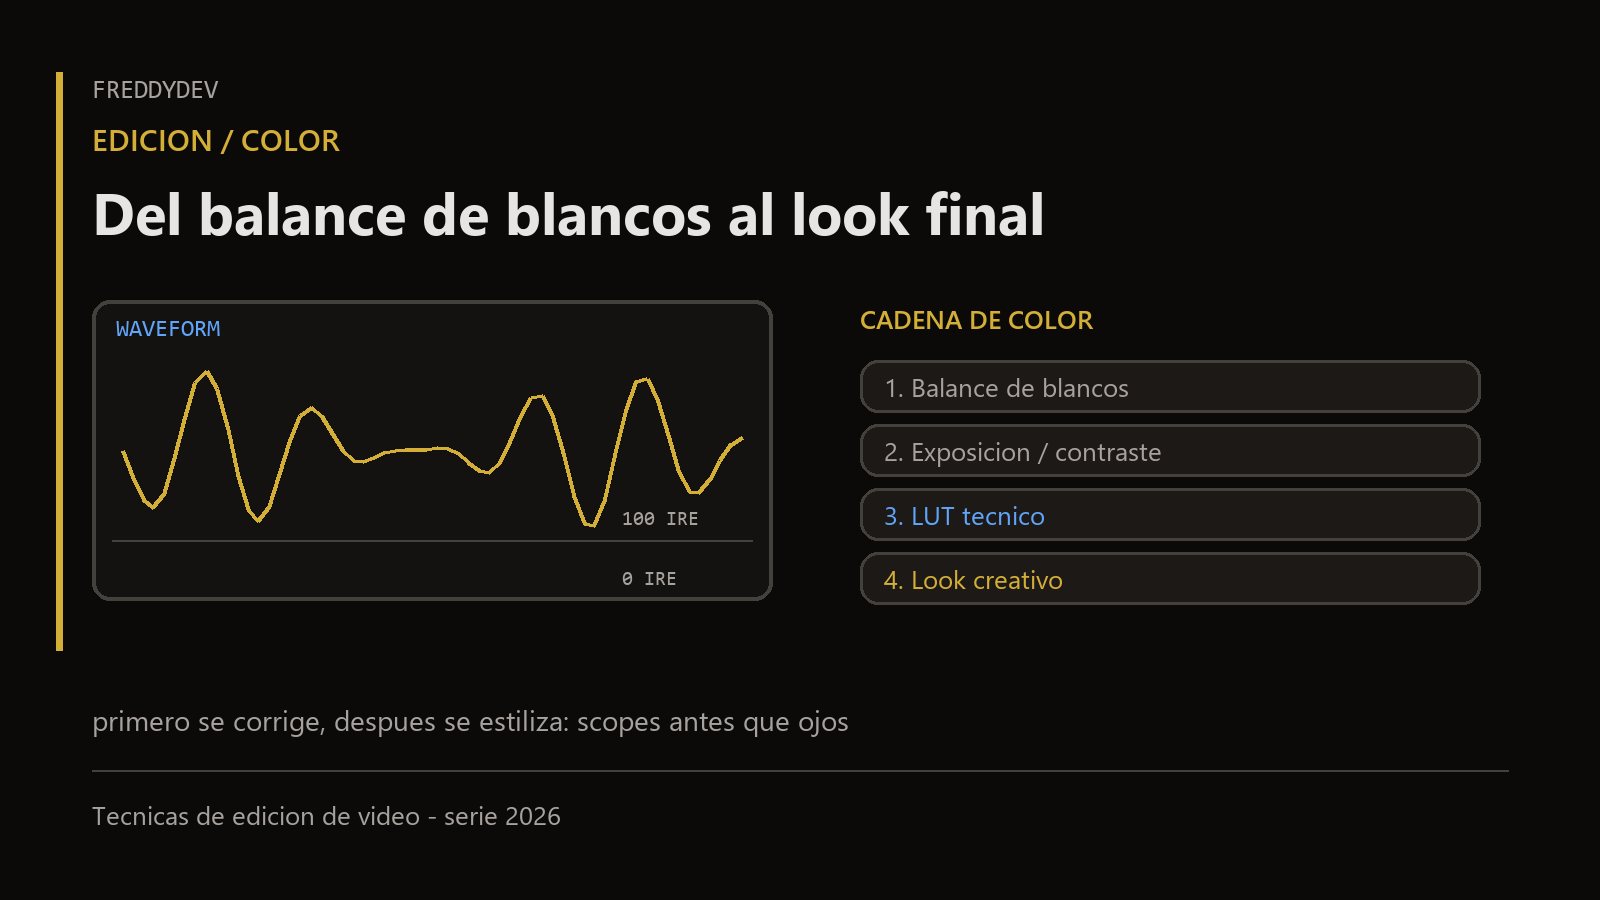 FREDDYDEV
EDICION / COLOR
Del balance de blancos al look final
WAVEFORM
100 IRE
0 IRE
CADENA DE COLOR
1. Balance de blancos
2. Exposicion / contraste
3. LUT tecnico
4. Look creativo
primero se corrige, despues se estiliza: scopes antes que ojos
Tecnicas de edicion de video - serie 2026